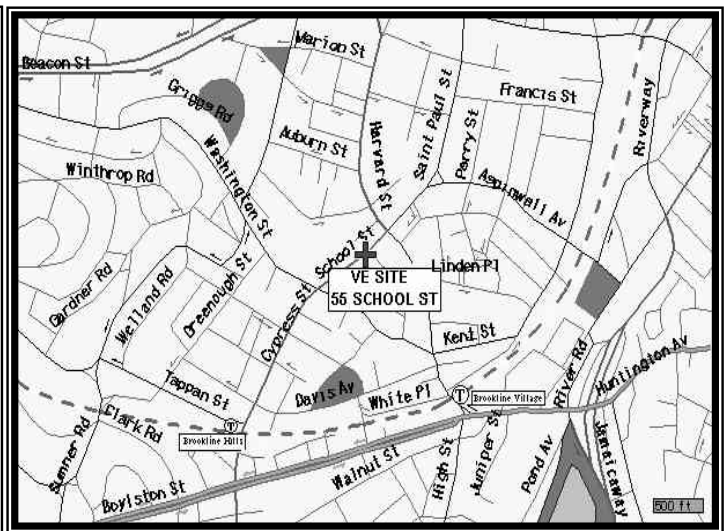 Marion St
Beacon St
Griggs Rd
Francis St
Riverway
Saint Paul St
Perry St
Harvard St
Auburn St
Washington St
Winthrop Rd
Aspinwall Av
School St
Linden Pl
VE SITE
55 SCHOOL ST
Gardner Rd
Welland Rd
Greenough St
Cypress St
Kent St
Tappan St
Davis Av
White Pl
T
Brookline Village
River Rd
Huntington Av
T
Brookline Hills
Clark Rd
Sumner Rd
Boylston St
Walnut St
High St
Juniper St
Pond Av
Jamaicaway
500 ft